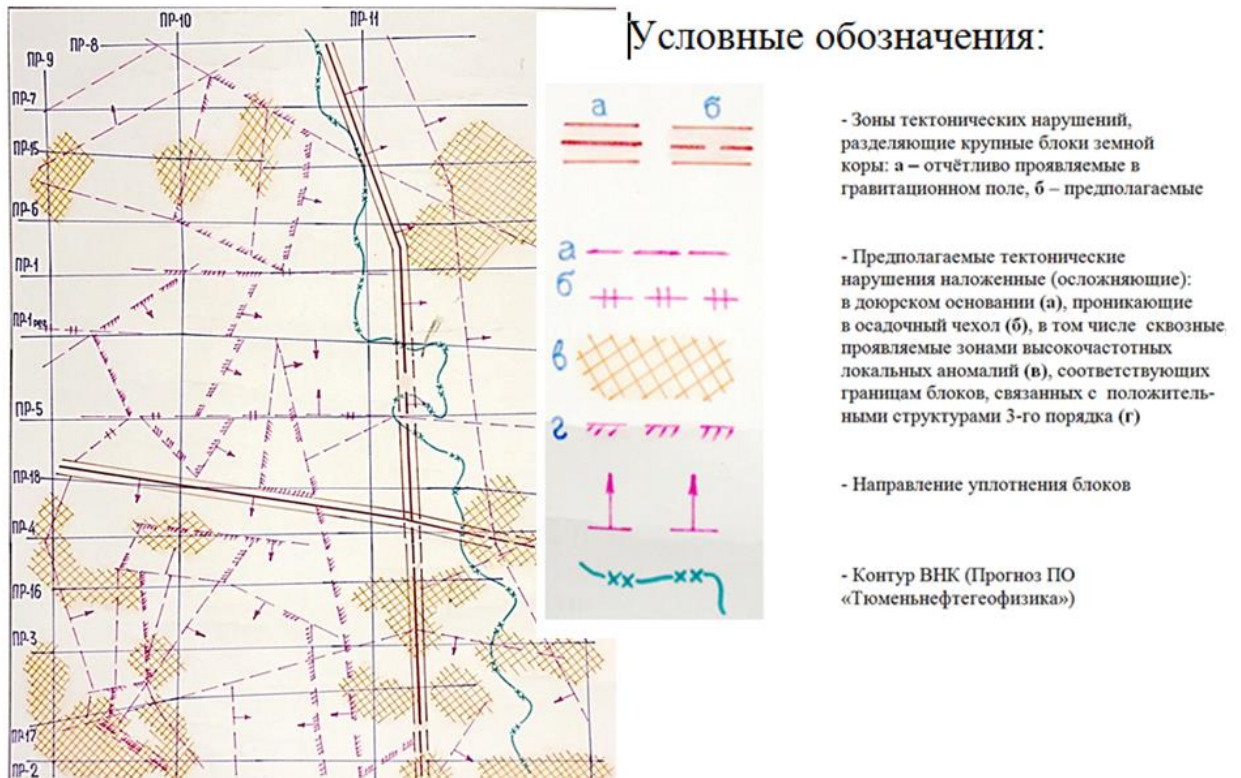 ПР-10
ПР-11
ПР-8
ПР-9
ПР-7
ПР-15
ПР-6
ПР-1
ПР-1рев
ПР-5
ПР-18
ПР-4
ПР-16
ПР-3
ПР-17
ПР-2
Условные обозначения:
а б
- Зоны тектонических нарушений,
разделяющие крупные блоки земной
коры: а – отчётливо проявляемые в
гравитационном поле, б – предполагаемые
а
б
в
г
- Предполагаемые тектонические
нарушения наложенные (осложняющие):
в доюрском основании (а), проникающие
в осадочный чехол (б), в том числе сквозные,
проявляемые зонами высокочастотных
локальных аномалий (в), соответствующих
границам блоков, связанных с положитель-
ными структурами 3-го порядка (г)
- Направление уплотнения блоков
- Контур ВНК (Прогноз ПО
«Тюменьнефтегеофизика»)